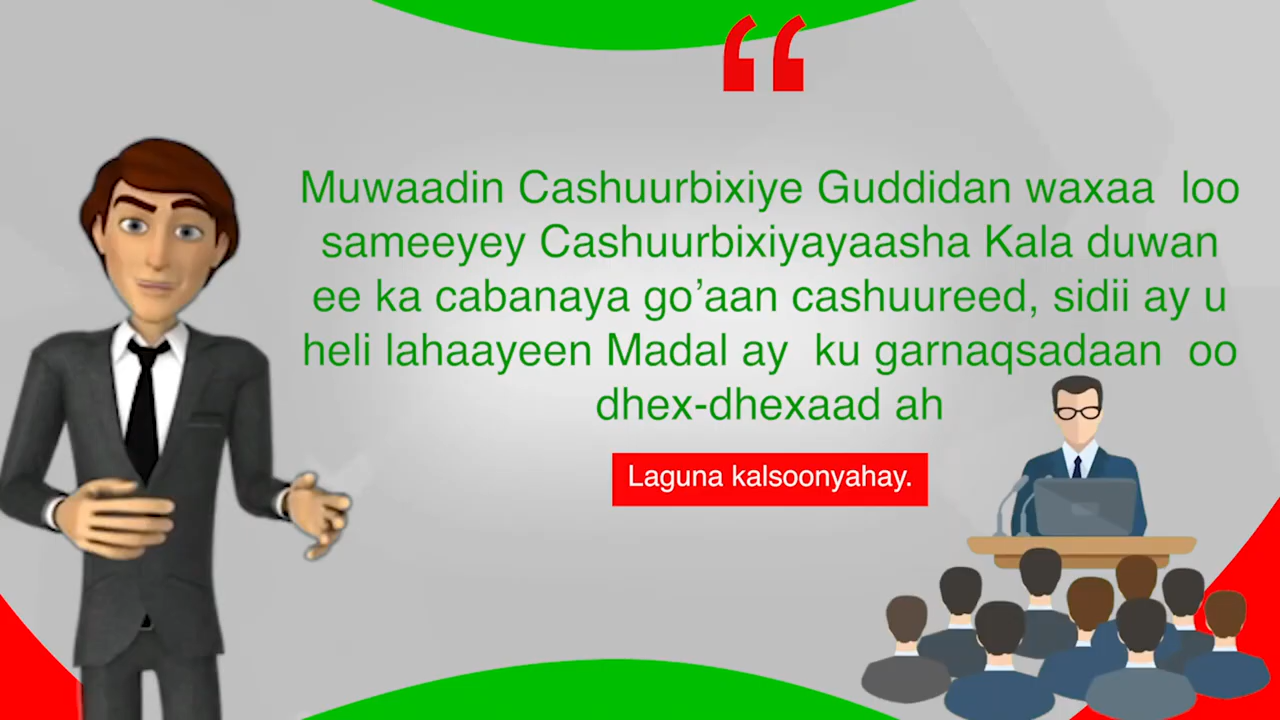 “
Muwaadin Cashuurbixiye Guddidan waxaa loo
sameeyey Cashuurbixiyayaasha Kala duwan
ee ka cabanaya go’aan cashuureed, sidii ay u
heli lahaayeen Madal ay ku garnaqsadaan oo
dhex-dhexaad ah
Laguna kalsoonyahay.